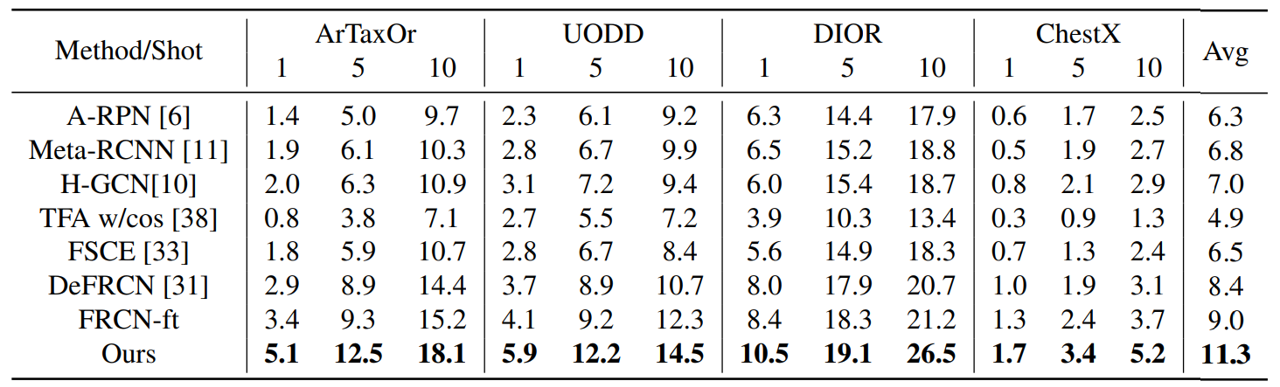 Method/Shot ArTaxOr UODD DIOR ChestX Avg
1 5 10 1 5 10 1 5 10 1 5 10
A-RPN [6] 1.4 5.0 9.7 2.3 6.1 9.2 6.3 14.4 17.9 0.6 1.7 2.5 6.3
Meta-RCNN [11] 1.9 6.1 10.3 2.8 6.7 9.9 6.5 15.2 18.8 0.5 1.9 2.7 6.8
H-GCN[10] 2.0 6.3 10.9 3.1 7.2 9.4 6.0 15.4 18.7 0.8 2.1 2.9 7.0
TFA w/cos [38] 0.8 3.8 7.1 2.7 5.5 7.2 3.9 10.3 13.4 0.3 0.9 1.3 4.9
FSCE [33] 1.8 5.9 10.7 2.8 6.7 8.4 5.6 14.9 18.3 0.7 1.3 2.4 6.5
DeFRCN [31] 2.9 8.9 14.4 3.7 8.9 10.7 8.0 17.9 20.7 1.0 1.9 3.1 8.4
FRCN-ft 3.4 9.3 15.2 4.1 9.2 12.3 8.4 18.3 21.2 1.3 2.4 3.7 9.0
Ours 5.1 12.5 18.1 5.9 12.2 14.5 10.5 19.1 26.5 1.7 3.4 5.2 11.3